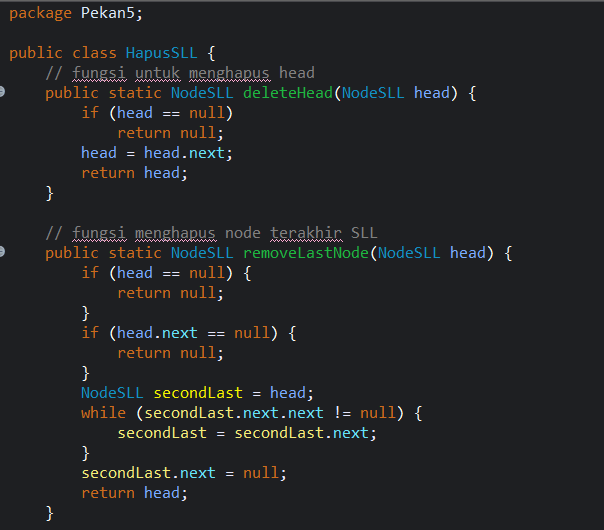 package Pekan5;

public class HapusSLL {
    // fungsi untuk menghapus head
    public static NodeSLL deleteHead(NodeSLL head) {
        if (head == null)
            return null;
        head = head.next;
        return head;
    }

    // fungsi menghapus node terakhir SLL
    public static NodeSLL removeLastNode(NodeSLL head) {
        if (head == null) {
            return null;
        }
        if (head.next == null) {
            return null;
        }
        NodeSLL secondLast = head;
        while (secondLast.next.next != null) {
            secondLast = secondLast.next;
        }
        secondLast.next = null;
        return head;
    }